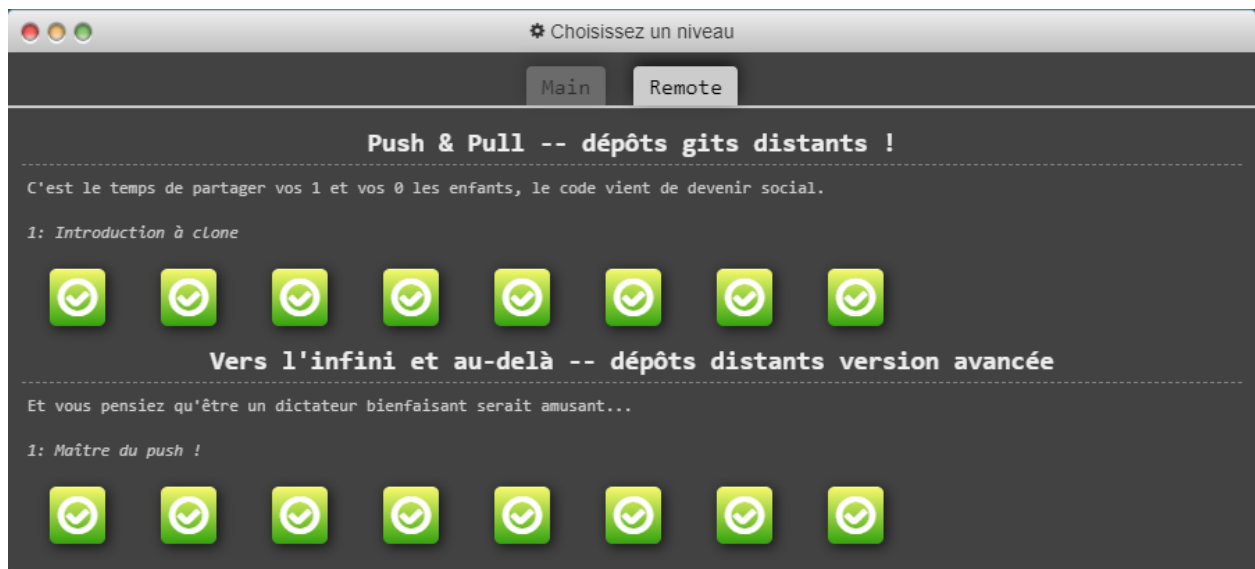 Choisissez un niveau
Main
Remote
Push & Pull -- dépôts gits distants !
C'est le temps de partager vos 1 et vos 0 les enfants, le code vient de devenir social.
1: Introduction à clone
Vers l'infini et au-delà -- dépôts distants version avancée
Et vous pensiez qu'être un dictateur bienfaisant serait amusant...
1: Maître du push !